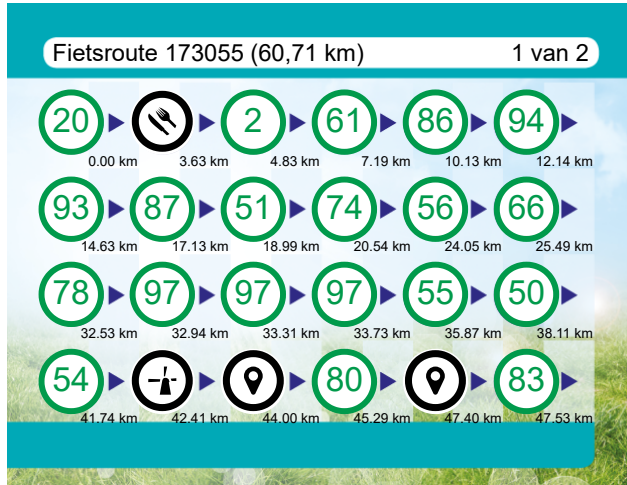 Fietsroute 173055 (60,71 km) 1 van 2
20 2 61 86 94
0.00 km 3.63 km 4.83 km 7.19 km 10.13 km 12.14 km
93 87 51 74 56 66
14.63 km 17.13 km 18.99 km 20.54 km 24.05 km 25.49 km
78 97 97 97 55 50
32.53 km 32.94 km 33.31 km 33.73 km 35.87 km 38.11 km
54 80 83
41.74 km 42.41 km 44.00 km 45.29 km 47.40 km 47.53 km